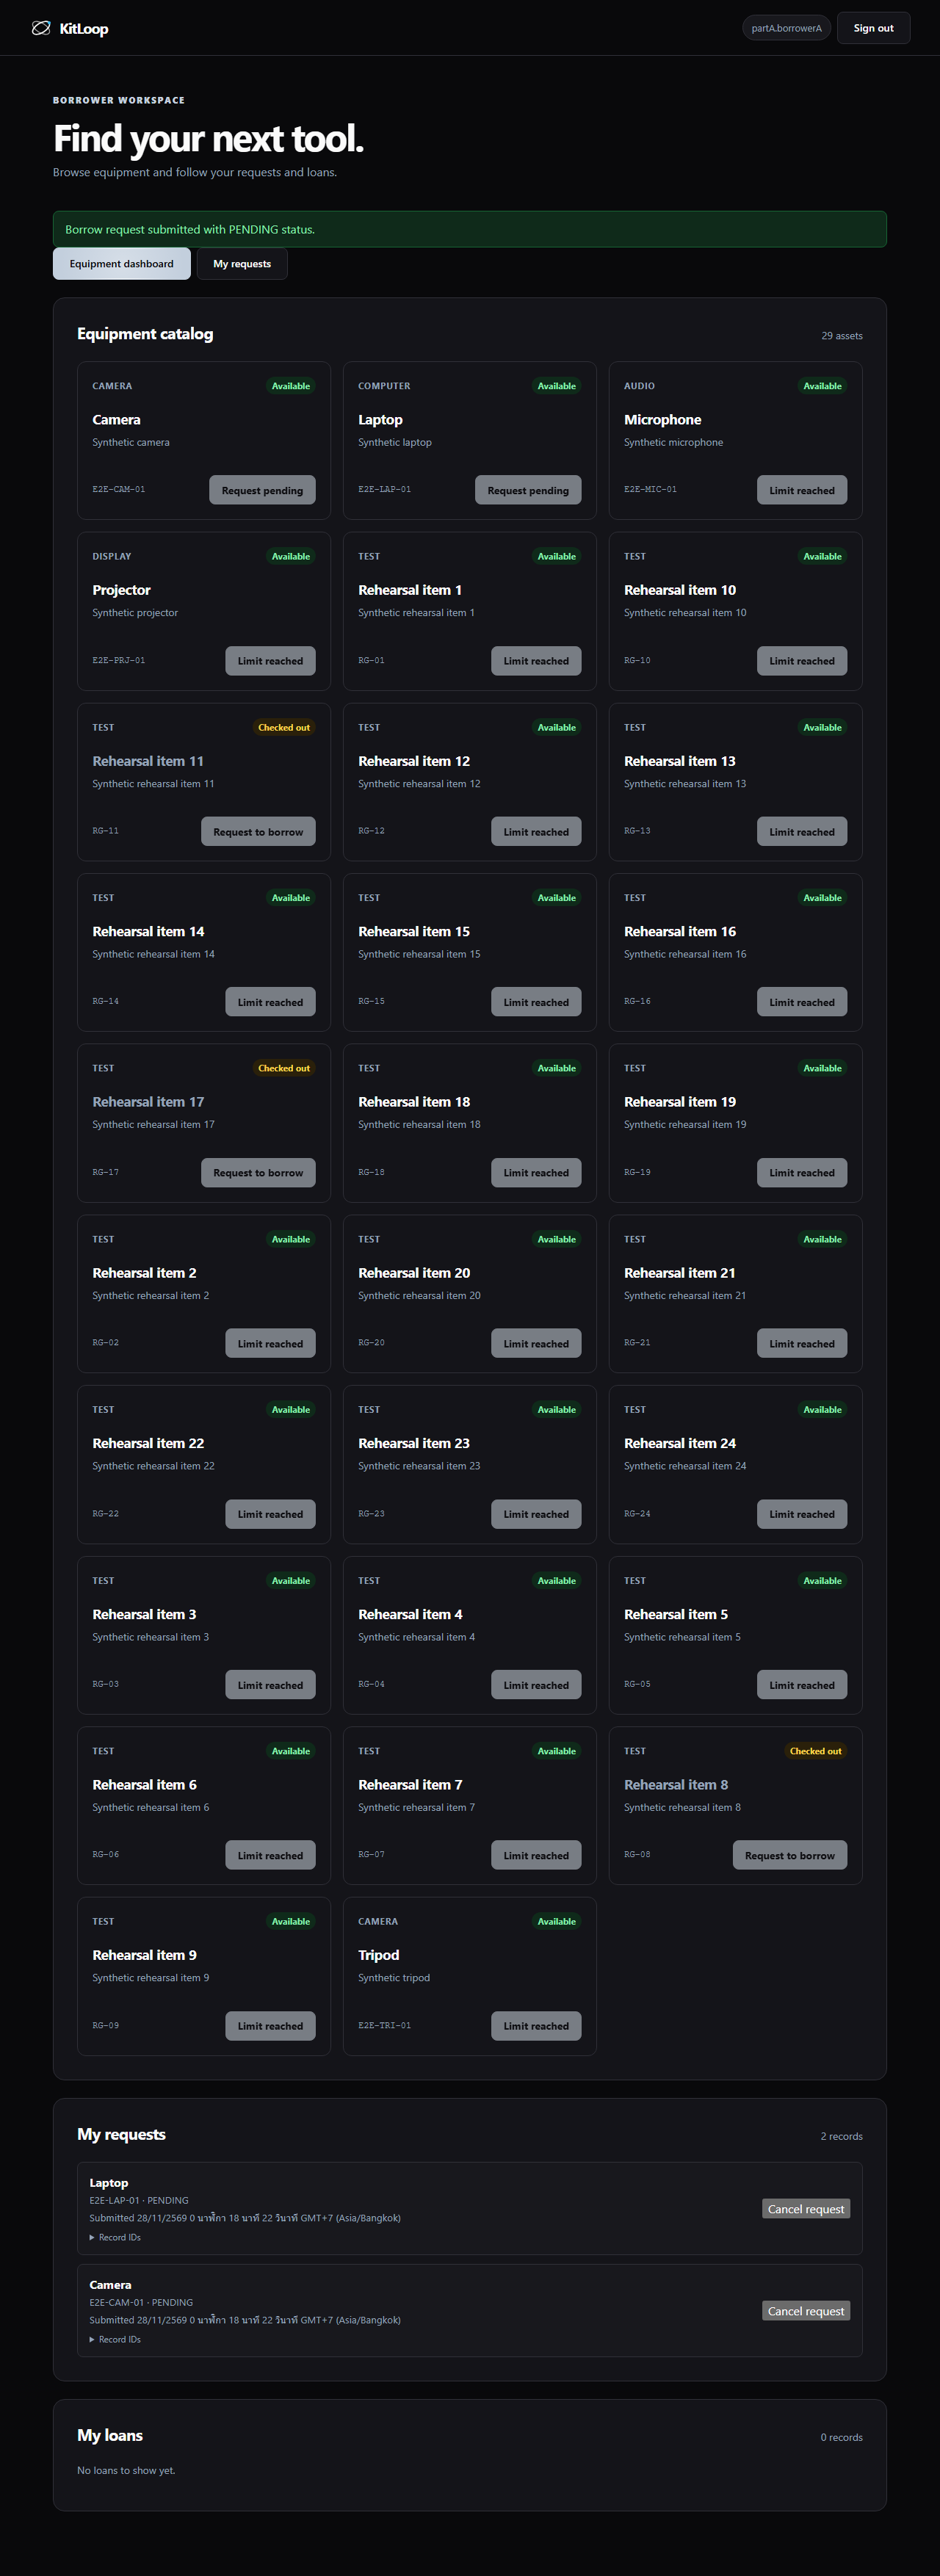 KitLoop
partA.borrowerA
Sign out
BORROWER WORKSPACE
Find your next tool.
Browse equipment and follow your requests and loans.
Borrow request submitted with PENDING status.
Equipment dashboard
My requests
Equipment catalog
29 assets
CAMERA
Available
Camera
Synthetic camera
E2E-CAM-01
Request pending
COMPUTER
Available
Laptop
Synthetic laptop
E2E-LAP-01
Request pending
AUDIO
Available
Microphone
Synthetic microphone
E2E-MIC-01
Limit reached
DISPLAY
Available
Projector
Synthetic projector
E2E-PRJ-01
Limit reached
TEST
Available
Rehearsal item 1
Synthetic rehearsal item 1
RG-01
Limit reached
TEST
Available
Rehearsal item 10
Synthetic rehearsal item 10
RG-10
Limit reached
TEST
Checked out
Rehearsal item 11
Synthetic rehearsal item 11
RG-11
Request to borrow
TEST
Available
Rehearsal item 12
Synthetic rehearsal item 12
RG-12
Limit reached
TEST
Available
Rehearsal item 13
Synthetic rehearsal item 13
RG-13
Limit reached
TEST
Available
Rehearsal item 14
Synthetic rehearsal item 14
RG-14
Limit reached
TEST
Available
Rehearsal item 15
Synthetic rehearsal item 15
RG-15
Limit reached
TEST
Available
Rehearsal item 16
Synthetic rehearsal item 16
RG-16
Limit reached
TEST
Checked out
Rehearsal item 17
Synthetic rehearsal item 17
RG-17
Request to borrow
TEST
Available
Rehearsal item 18
Synthetic rehearsal item 18
RG-18
Limit reached
TEST
Available
Rehearsal item 19
Synthetic rehearsal item 19
RG-19
Limit reached
TEST
Available
Rehearsal item 2
Synthetic rehearsal item 2
RG-02
Limit reached
TEST
Available
Rehearsal item 20
Synthetic rehearsal item 20
RG-20
Limit reached
TEST
Available
Rehearsal item 21
Synthetic rehearsal item 21
RG-21
Limit reached
TEST
Available
Rehearsal item 22
Synthetic rehearsal item 22
RG-22
Limit reached
TEST
Available
Rehearsal item 23
Synthetic rehearsal item 23
RG-23
Limit reached
TEST
Available
Rehearsal item 24
Synthetic rehearsal item 24
RG-24
Limit reached
TEST
Available
Rehearsal item 3
Synthetic rehearsal item 3
RG-03
Limit reached
TEST
Available
Rehearsal item 4
Synthetic rehearsal item 4
RG-04
Limit reached
TEST
Available
Rehearsal item 5
Synthetic rehearsal item 5
RG-05
Limit reached
TEST
Available
Rehearsal item 6
Synthetic rehearsal item 6
RG-06
Limit reached
TEST
Available
Rehearsal item 7
Synthetic rehearsal item 7
RG-07
Limit reached
TEST
Checked out
Rehearsal item 8
Synthetic rehearsal item 8
RG-08
Request to borrow
TEST
Available
Rehearsal item 9
Synthetic rehearsal item 9
RG-09
Limit reached
CAMERA
Available
Tripod
Synthetic tripod
E2E-TRI-01
Limit reached
My requests
2 records
Laptop
E2E-LAP-01 · PENDING
Submitted 28/11/2569 0 นาฬิกา 18 นาที 22 วินาที GMT+7 (Asia/Bangkok)
Record IDs
Cancel request
Camera
E2E-CAM-01 · PENDING
Submitted 28/11/2569 0 นาฬิกา 18 นาที 22 วินาที GMT+7 (Asia/Bangkok)
Record IDs
Cancel request
My loans
0 records
No loans to show yet.